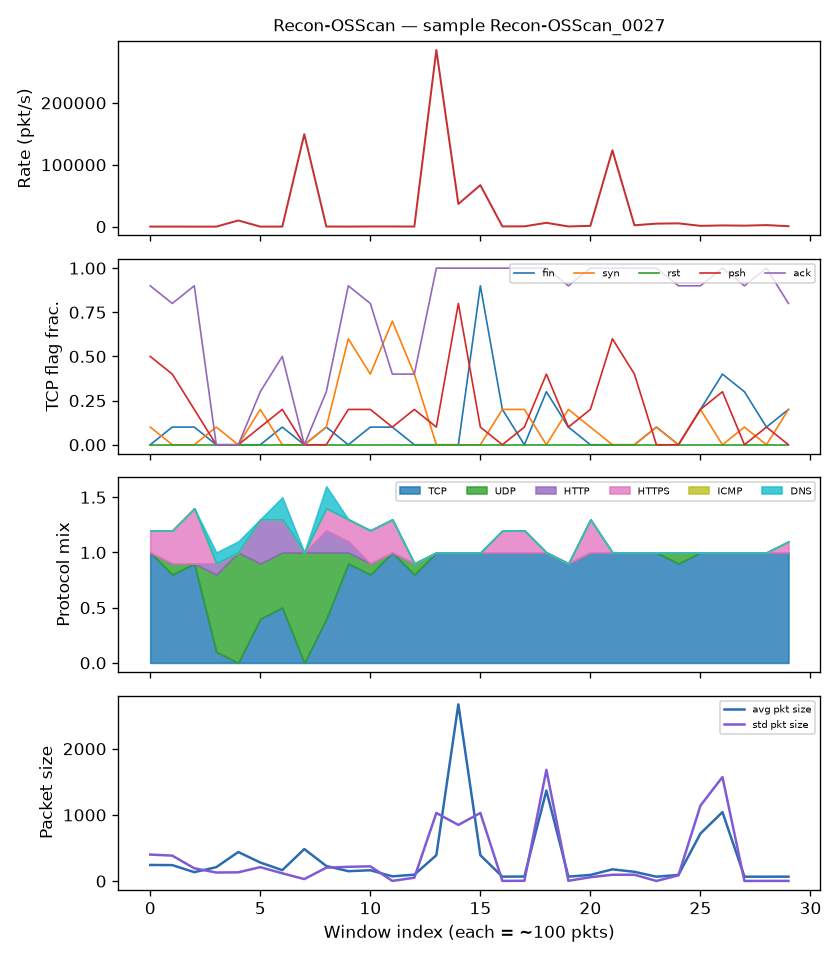 Recon-OSScan — sample Recon-OSScan_0027
Rate (pkt/s)
200000
100000
0
TCP flag frac.
1.00
0.75
0.50
0.25
0.00
fin syn rst psh ack
Protocol mix
1.5
1.0
0.5
0.0
TCP UDP HTTP HTTPS ICMP DNS
Packet size
2000
1000
0
avg pkt size
std pkt size
0 5 10 15 20 25 30
Window index (each = ~100 pkts)